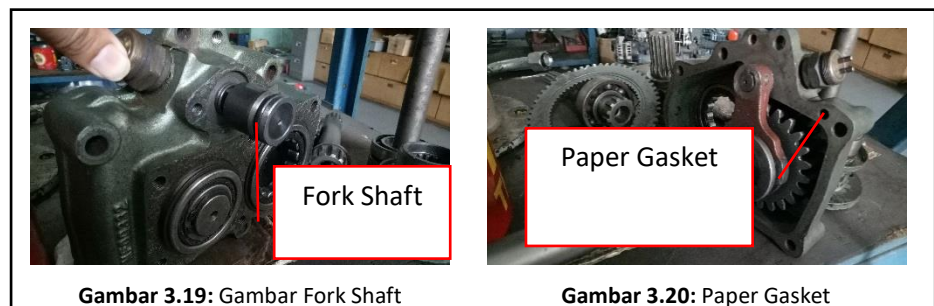 Fork Shaft
Paper Gasket
Gambar 3.19: Gambar Fork Shaft
Gambar 3.20: Paper Gasket